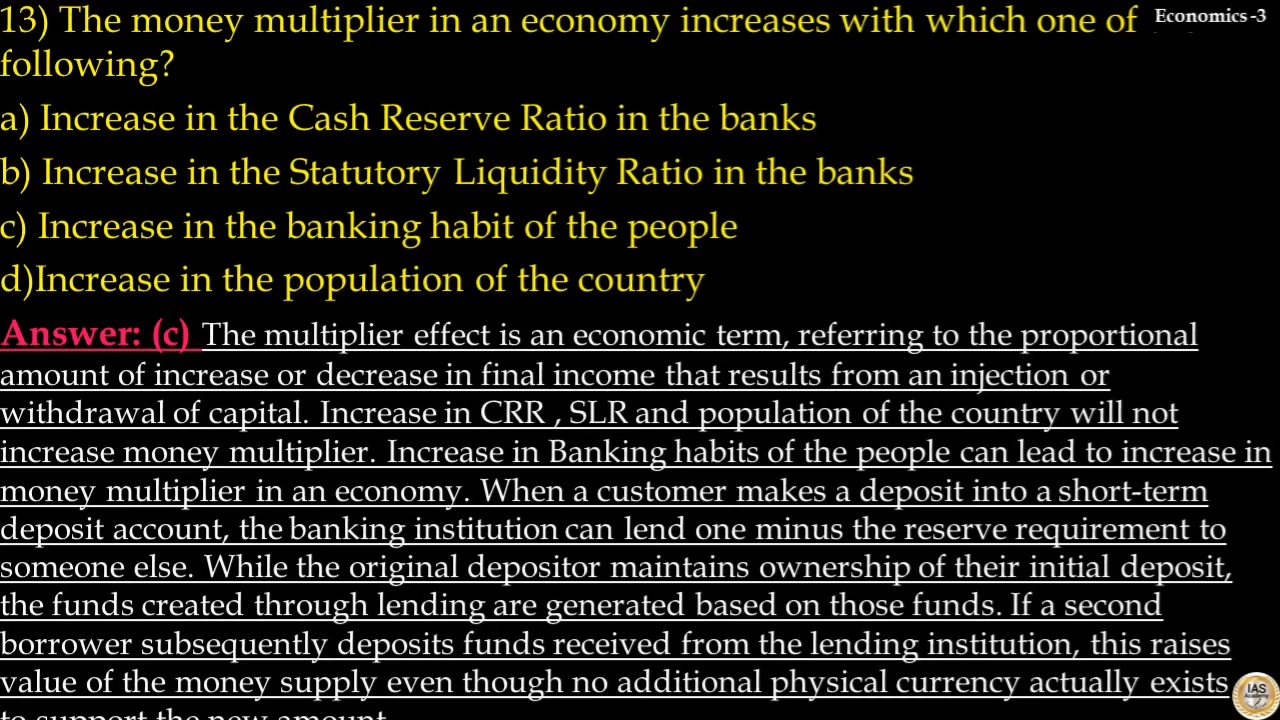 13) The money multiplier in an economy increases with which one of
Economics -3
following?
a) Increase in the Cash Reserve Ratio in the banks
b) Increase in the Statutory Liquidity Ratio in the banks
c) Increase in the banking habit of the people
d)Increase in the population of the country
Answer: (c) The multiplier effect is an economic term, referring to the proportional
amount of increase or decrease in final income that results from an injection or
withdrawal of capital. Increase in CRR , SLR and population of the country will not
increase money multiplier. Increase in Banking habits of the people can lead to increase in
money multiplier in an economy. When a customer makes a deposit into a short-term
deposit account, the banking institution can lend one minus the reserve requirement to
someone else. While the original depositor maintains ownership of their initial deposit,
the funds created through lending are generated based on those funds. If a second
borrower subsequently deposits funds received from the lending institution, this raises
value of the money supply even though no additional physical currency actually exists
to support the new amount.
IAS
Academy